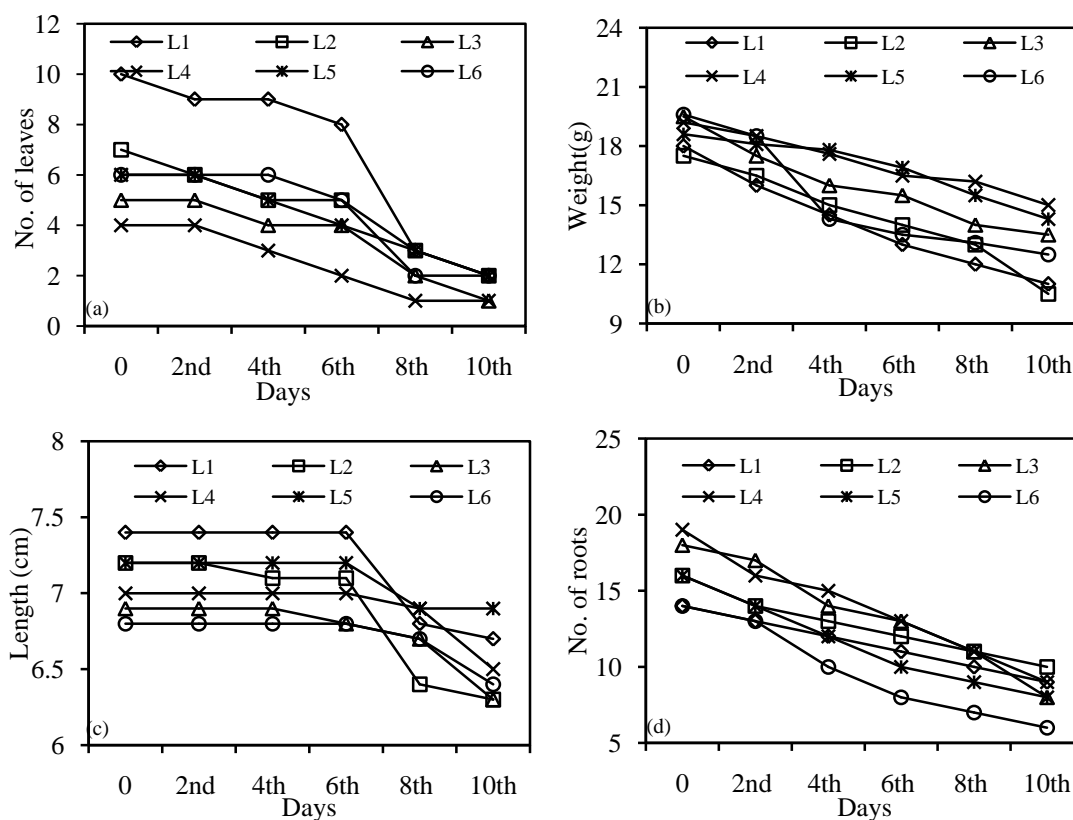 12
10
8
6
4
2
0
No. of leaves
L1 L2 L3
L4 L5 L6
(a)
0 2nd 4th 6th 8th 10th
Days
24
21
18
15
12
9
Weight(g)
L1 L2 L3
L4 L5 L6
(b)
0 2nd 4th 6th 8th 10th
Days
8
7.5
7
6.5
6
Length (cm)
L1 L2 L3
L4 L5 L6
(c)
0 2nd 4th 6th 8th 10th
Days
25
20
15
10
5
No. of roots
L1 L2 L3
L4 L5 L6
(d)
0 2nd 4th 6th 8th 10th
Days